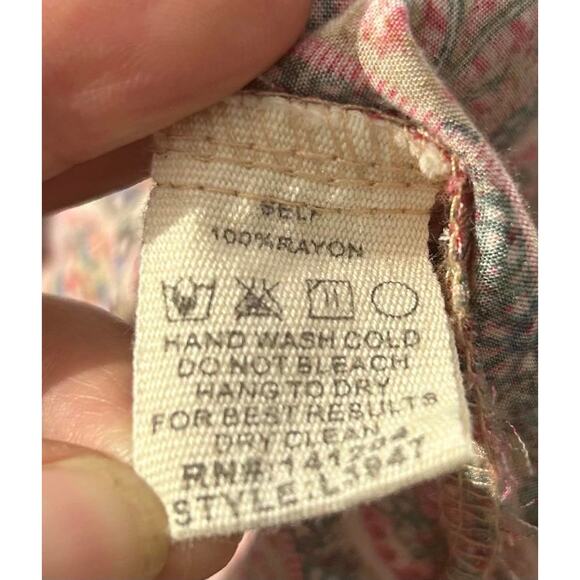 SELF
100% RAYON
HAND WASH COLD
DO NOT BLEACH
HANG TO DRY
FOR BEST RESULTS
DRY CLEAN
RN#:141234
STYLE:L1947